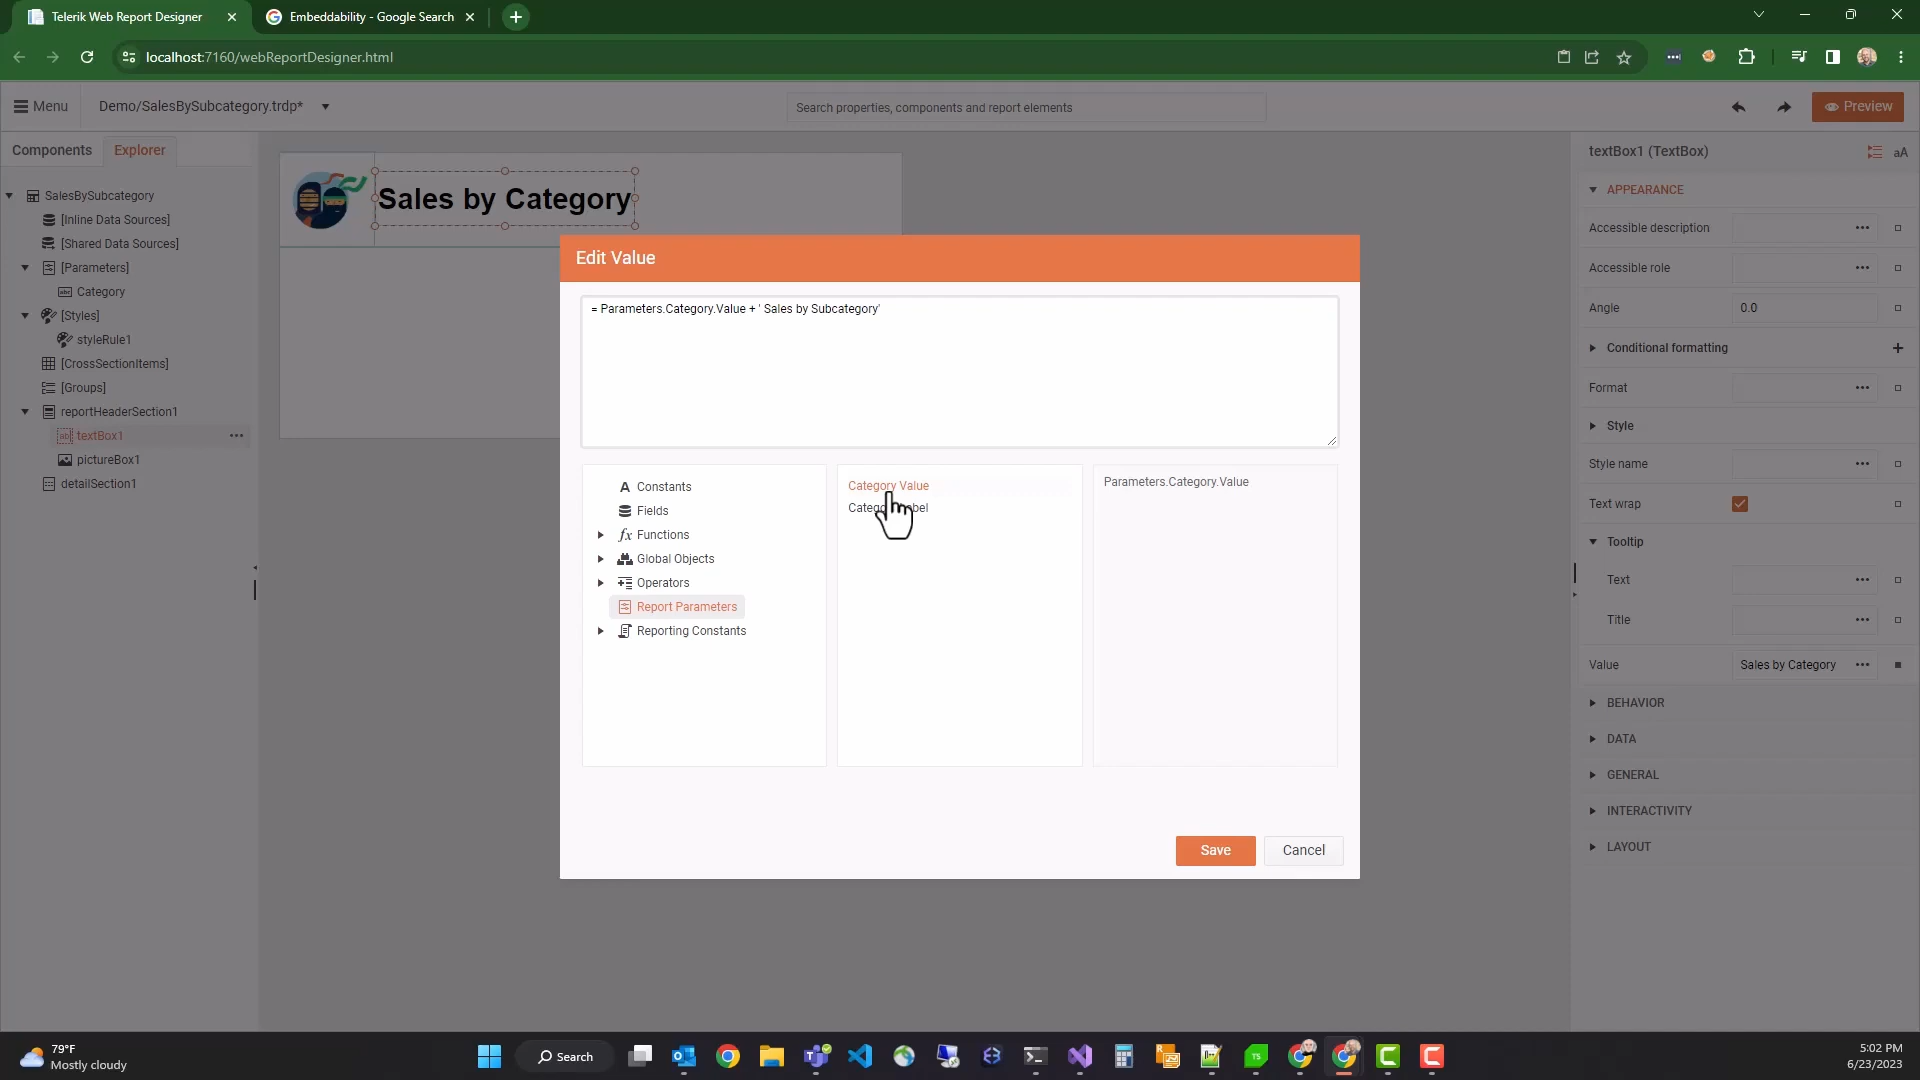 Telerik Web Report Designer
Embeddability - Google Search
localhost:7160/webReportDesigner.html
Menu
Demo/SalesBySubcategory.trdp*
Search properties, components and report elements
Preview
Components
Explorer
SalesBySubcategory
[Inline Data Sources]
[Shared Data Sources]
[Parameters]
Category
[Styles]
styleRule1
[CrossSectionItems]
[Groups]
reportHeaderSection1
textBox1
pictureBox1
detailSection1
Sales by Category
Edit Value
= Parameters.Category.Value + ' Sales by Subcategory'
Constants
Fields
Functions
Global Objects
Operators
Report Parameters
Reporting Constants
Category Value
Parameters.Category.Value
Save
Cancel
textBox1 (TextBox)
aA
APPEARANCE
Accessible description
Accessible role
Angle
0.0
Conditional formatting
Format
Style
Style name
Text wrap
Tooltip
Text
Title
Value
Sales by Category
BEHAVIOR
DATA
GENERAL
INTERACTIVITY
LAYOUT
79°F
Mostly cloudy
Search
5:02 PM
6/23/2023